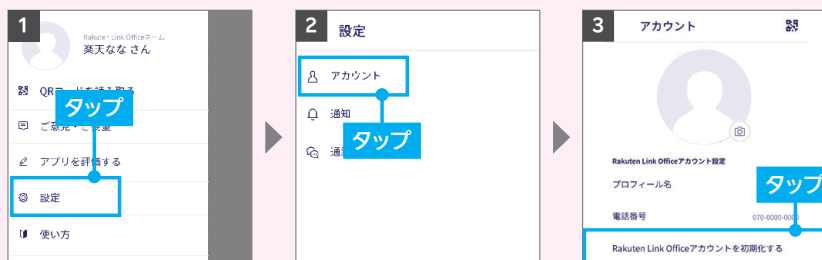 1
Rakuten Link Officeネーム
楽天なな さん
QRコードを読み取る
タップ
ご意見・ご要望
アプリを評価する
設定
使い方
2
設定
アカウント
通知
タップ
3
アカウント
Rakuten Link Officeアカウント設定
プロフィール名
タップ
電話番号
070-0000-0000
Rakuten Link Officeアカウントを初期化する